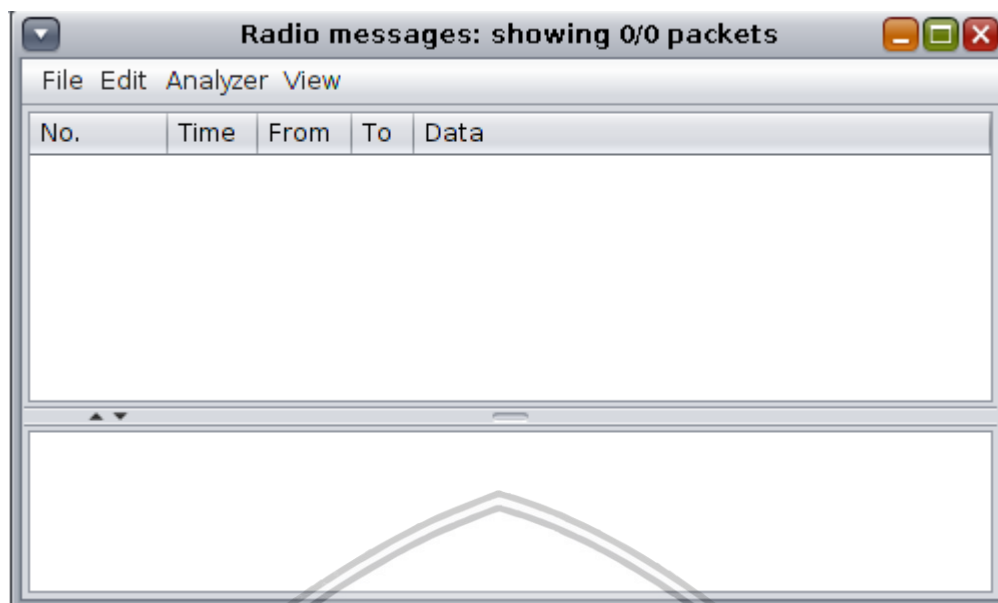 Radio messages: showing 0/0 packets
File Edit Analyzer View
No. Time From To Data